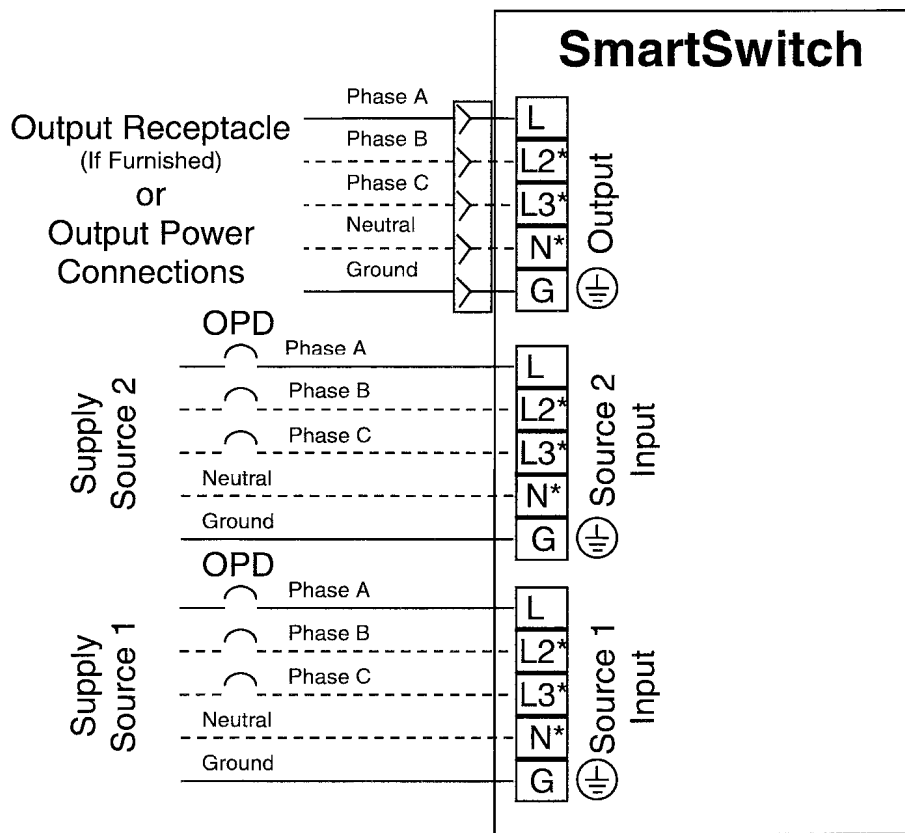 SmartSwitch
Output Receptacle
(If Furnished)
or
Output Power
Connections
Phase A
Phase B
Phase C
Neutral
Ground
L
L2*
L3*
N*
G
Output
Supply
Source 2
OPD
Phase A
Phase B
Phase C
Neutral
Ground
L
L2*
L3*
N*
G
Source 2
Input
Supply
Source 1
OPD
Phase A
Phase B
Phase C
Neutral
Ground
L
L2*
L3*
N*
G
Source 1
Input